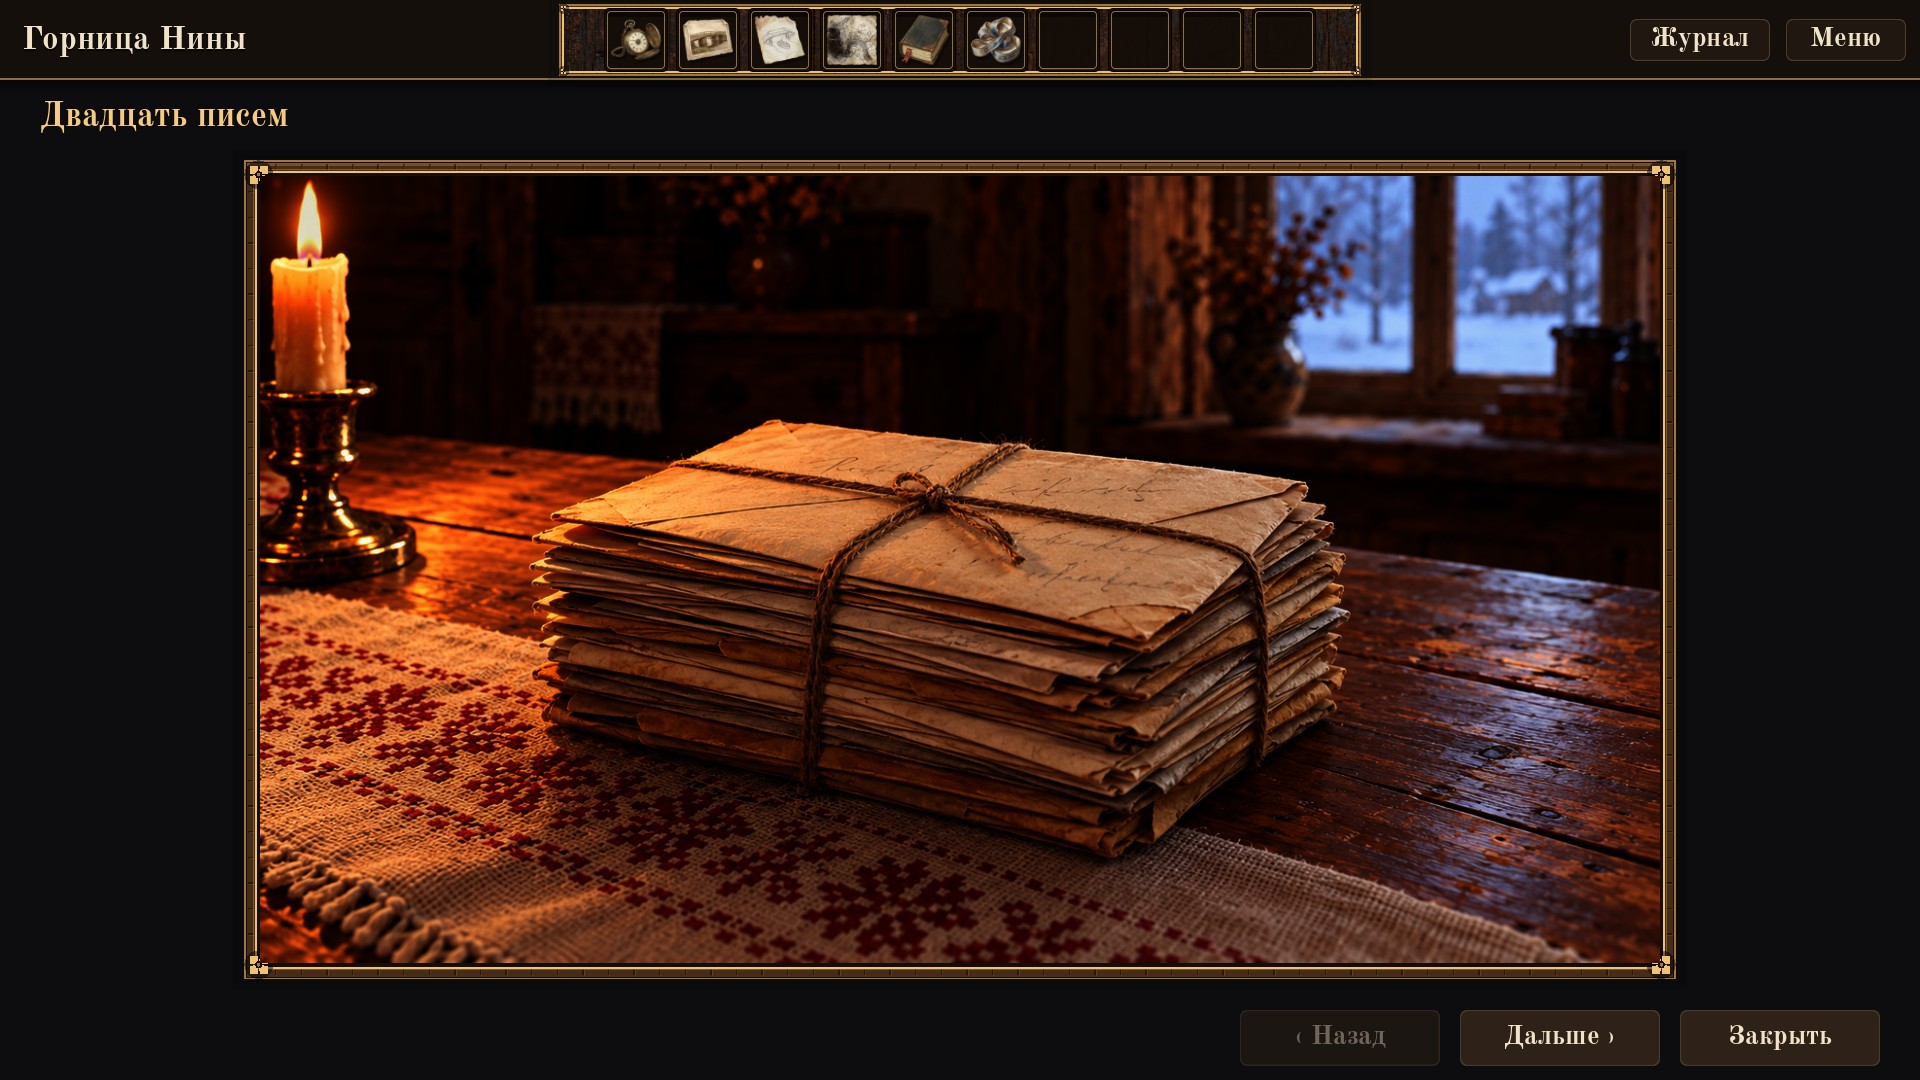 Горница Нины
Журнал
Меню
Двадцать писем
‹ Назад
Дальше ›
Закрыть